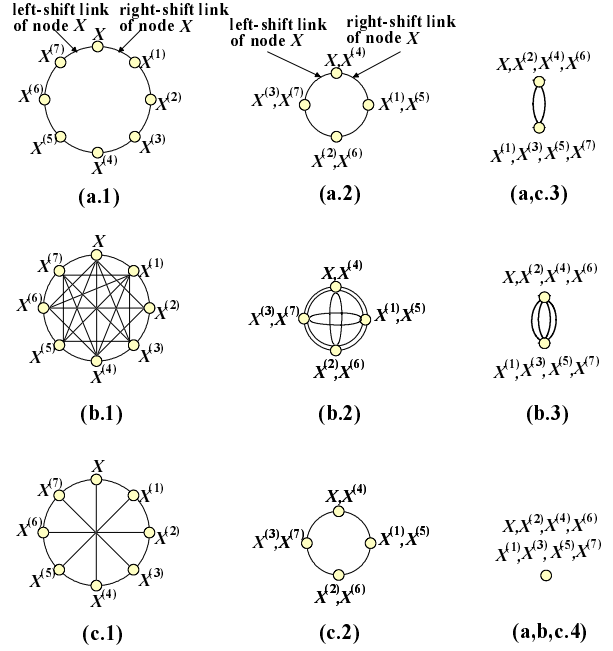 left-shift link
of node X
right-shift link
of node X
X
X(1)
X(2)
X(3)
X(4)
X(5)
X(6)
X(7)
(a.1)
left-shift link
of node X
right-shift link
of node X
X,X(4)
X(3),X(7)
X(1),X(5)
X(2),X(6)
(a.2)
X,X(2),X(4),X(6)
X(1),X(3),X(5),X(7)
(a,c.3)
X
X(1)
X(2)
X(3)
X(4)
X(5)
X(6)
X(7)
(b.1)
X,X(4)
X(3),X(7)
X(1),X(5)
X(2),X(6)
(b.2)
X,X(2),X(4),X(6)
X(1),X(3),X(5),X(7)
(b.3)
X
X(1)
X(2)
X(3)
X(4)
X(5)
X(6)
X(7)
(c.1)
X,X(4)
X(3),X(7)
X(1),X(5)
X(2),X(6)
(c.2)
X,X(2),X(4),X(6)
X(1),X(3),X(5),X(7)
(a,b,c.4)